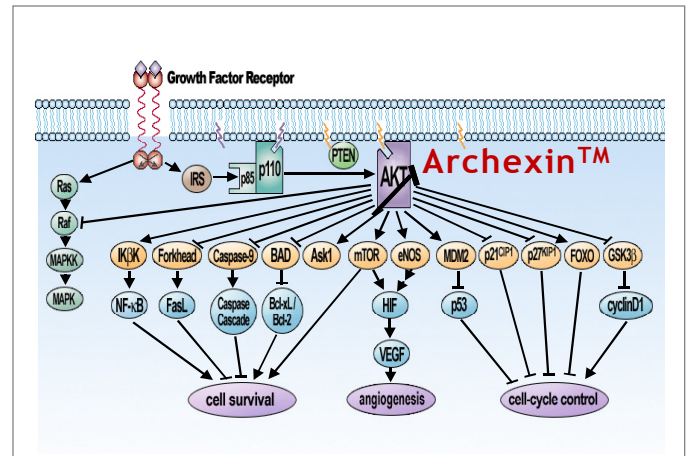 Growth Factor Receptor
PTEN
Archexin™
Ras
IRS
p85
p110
AKT
Raf
MAPKK
IKβK
Forkhead
Caspase-9
BAD
Ask1
mTOR
eNOS
MDM2
p21CIP1
p27KIP1
FOXO
GSK3β
MAPK
NF-κB
FasL
Caspase
Cascade
Bcl-xL/
Bcl-2
HIF
p53
cyclinD1
VEGF
cell survival
angiogenesis
cell-cycle control